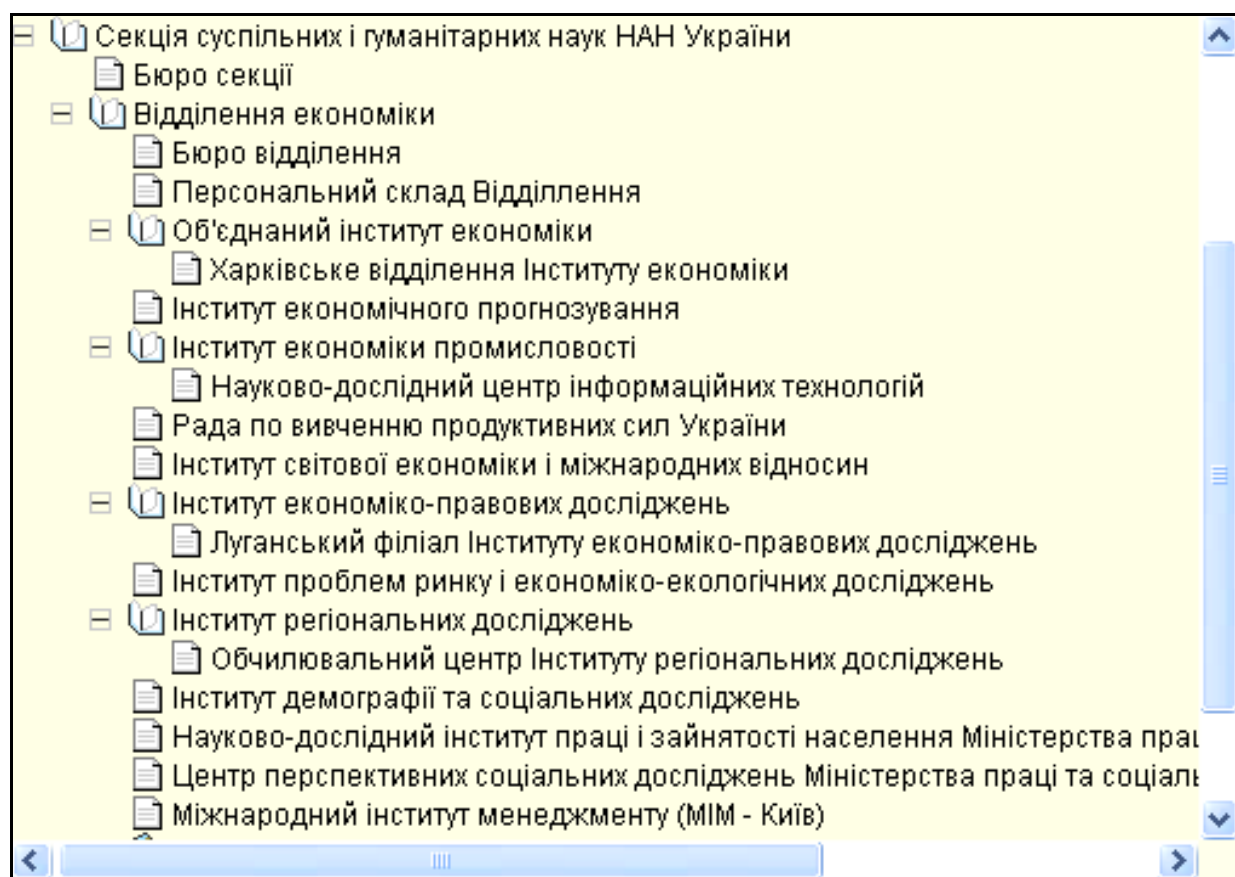 Секція суспільних і гуманітарних наук НАН України
Бюро секції
Відділення економіки
Бюро відділення
Персональний склад Відділлення
Об'єднаний інститут економіки
Харківське відділення Інституту економіки
Інститут економічного прогнозування
Інститут економіки промисловості
Науково-дослідний центр інформаційних технологій
Рада по вивченню продуктивних сил України
Інститут світової економіки і міжнародних відносин
Інститут економіко-правових досліджень
Луганський філіал Інституту економіко-правових досліджень
Інститут проблем ринку і економіко-екологічних досліджень
Інститут регіональних досліджень
Обчилювальний центр Інституту регіональних досліджень
Інститут демографії та соціальних досліджень
Науково-дослідний інститут праці і зайнятості населення Міністерства
Центр перспективних соціальних досліджень Міністерства праці та
Міжнародний інститут менеджменту (МІМ - Київ)